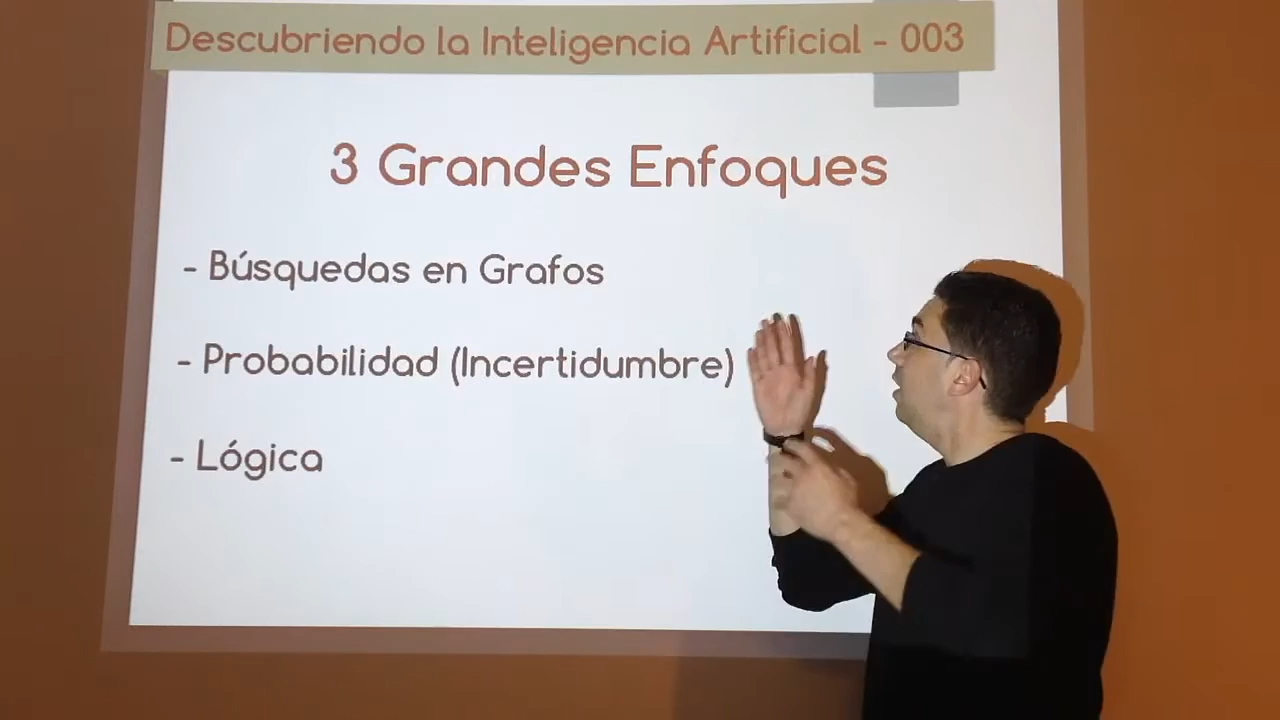 Descubriendo la Inteligencia Artificial - 003
3 Grandes Enfoques
- Búsquedas en Grafos
- Probabilidad (Incertidumbre)
- Lógica